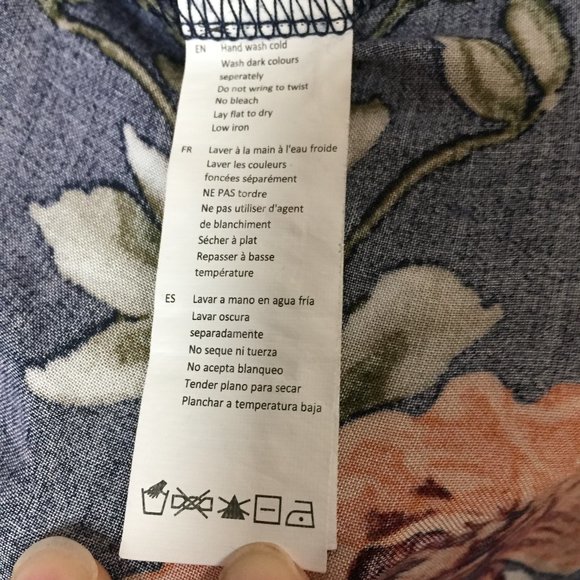 EN Hand wash cold
Wash dark colours
seperately
Do not wring to twist
No bleach
Lay flat to dry
Low iron
FR Laver à la main à l'eau froide
Laver les couleurs
foncées séparément
NE PAS tordre
Ne pas utiliser d'agent
de blanchiment
Sécher à plat
Repasser à basse
température
ES Lavar a mano en agua fría
Lavar oscura
separadamente
No seque ni tuerza
No acepta blanqueo
Tender plano para secar
Planchar a temperatura baja